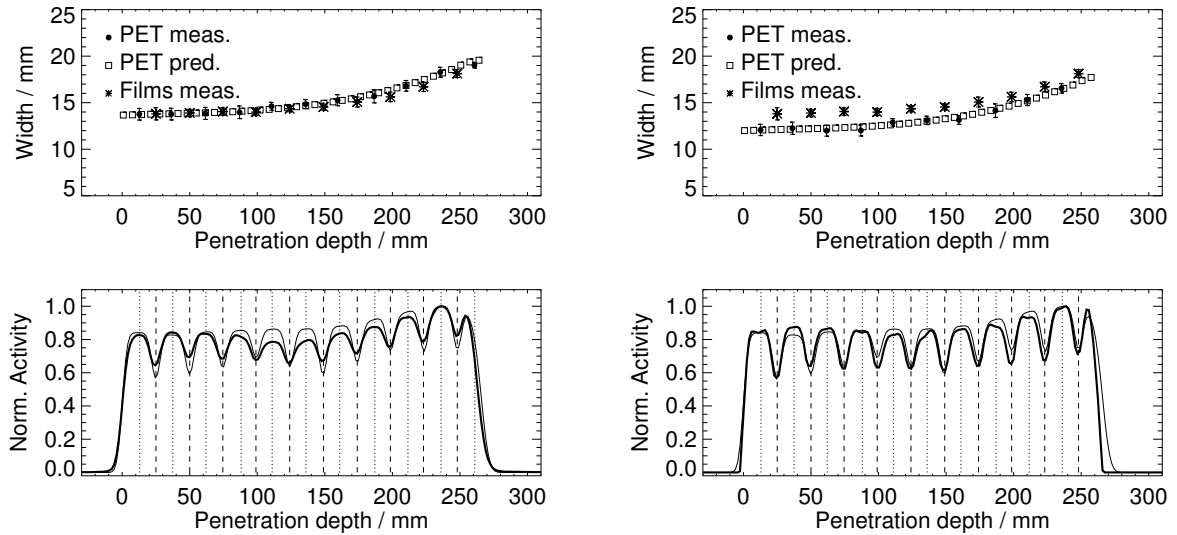 25
20
15
10
5
Width / mm
PET meas.
PET pred.
Films meas.
0 50 100 150 200 250 300
Penetration depth / mm
25
20
15
10
5
Width / mm
PET meas.
PET pred.
Films meas.
0 50 100 150 200 250 300
Penetration depth / mm
1.0
0.8
0.6
0.4
0.2
0.0
Norm. Activity
0 50 100 150 200 250 300
Penetration depth / mm
1.0
0.8
0.6
0.4
0.2
0.0
Norm. Activity
0 50 100 150 200 250 300
Penetration depth / mm